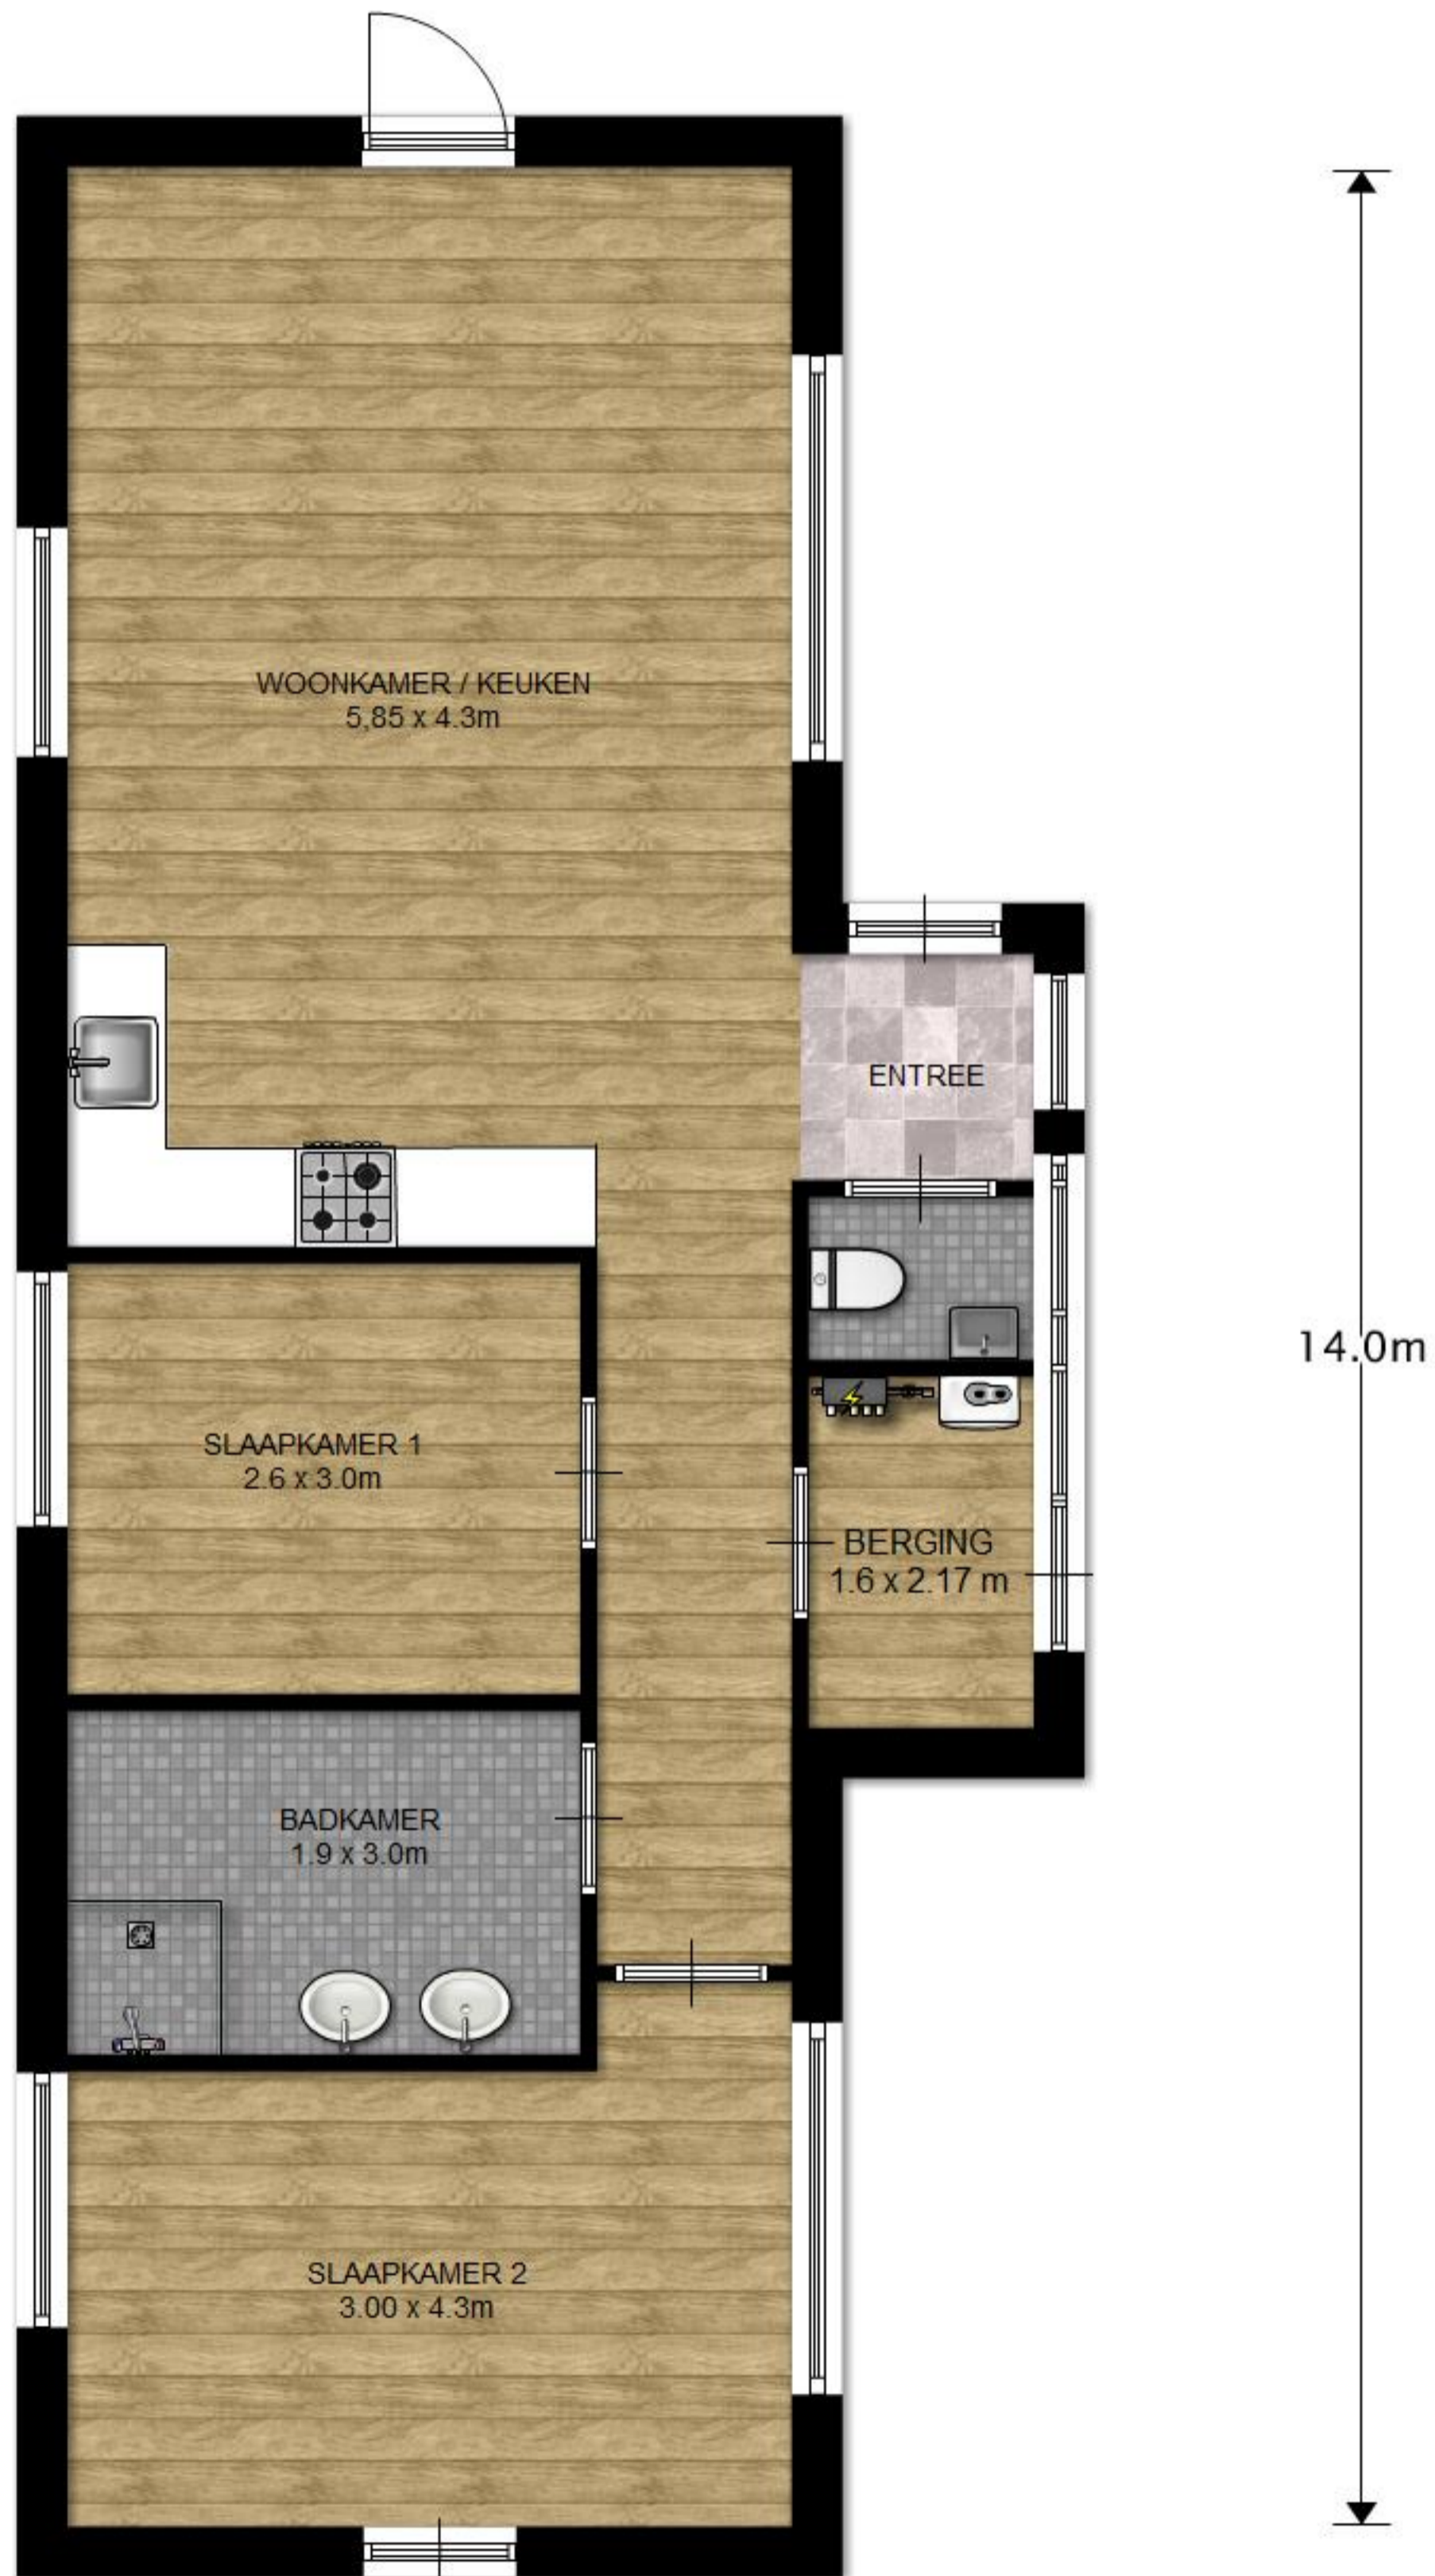 WOONKAMER / KEUKEN
5,85 x 4.3m
ENTREE
14.0m
SLAAPKAMER 1
2.6 x 3.0m
BERGING
1.6 x 2.17 m
BADKAMER
1.9 x 3.0m
SLAAPKAMER 2
3.00 x 4.3m